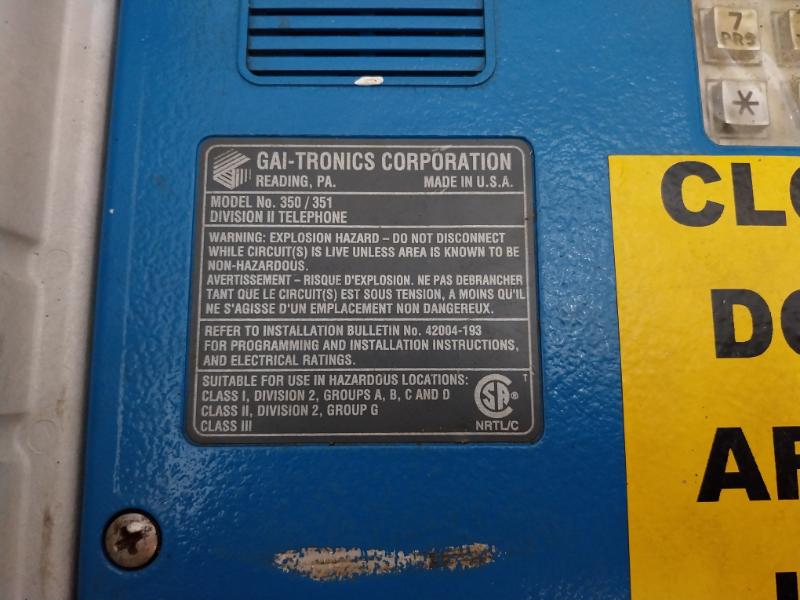 7
PRS
*
GAI-TRONICS CORPORATION
READING, PA. MADE IN U.S.A.
MODEL No. 350 / 351
DIVISION II TELEPHONE
WARNING: EXPLOSION HAZARD – DO NOT DISCONNECT
WHILE CIRCUIT(S) IS LIVE UNLESS AREA IS KNOWN TO BE
NON-HAZARDOUS.
AVERTISSEMENT – RISQUE D'EXPLOSION. NE PAS DEBRANCHER
TANT QUE LE CIRCUIT(S) EST SOUS TENSION, A MOINS QU'IL
NE S'AGISSE D'UN EMPLACEMENT NON DANGEREUX.
REFER TO INSTALLATION BULLETIN No. 42004-193
FOR PROGRAMMING AND INSTALLATION INSTRUCTIONS,
AND ELECTRICAL RATINGS.
SUITABLE FOR USE IN HAZARDOUS LOCATIONS:
CLASS I, DIVISION 2, GROUPS A, B, C AND D
CLASS II, DIVISION 2, GROUP G
CLASS III
SA ®
NRTL/C
CLO
DO